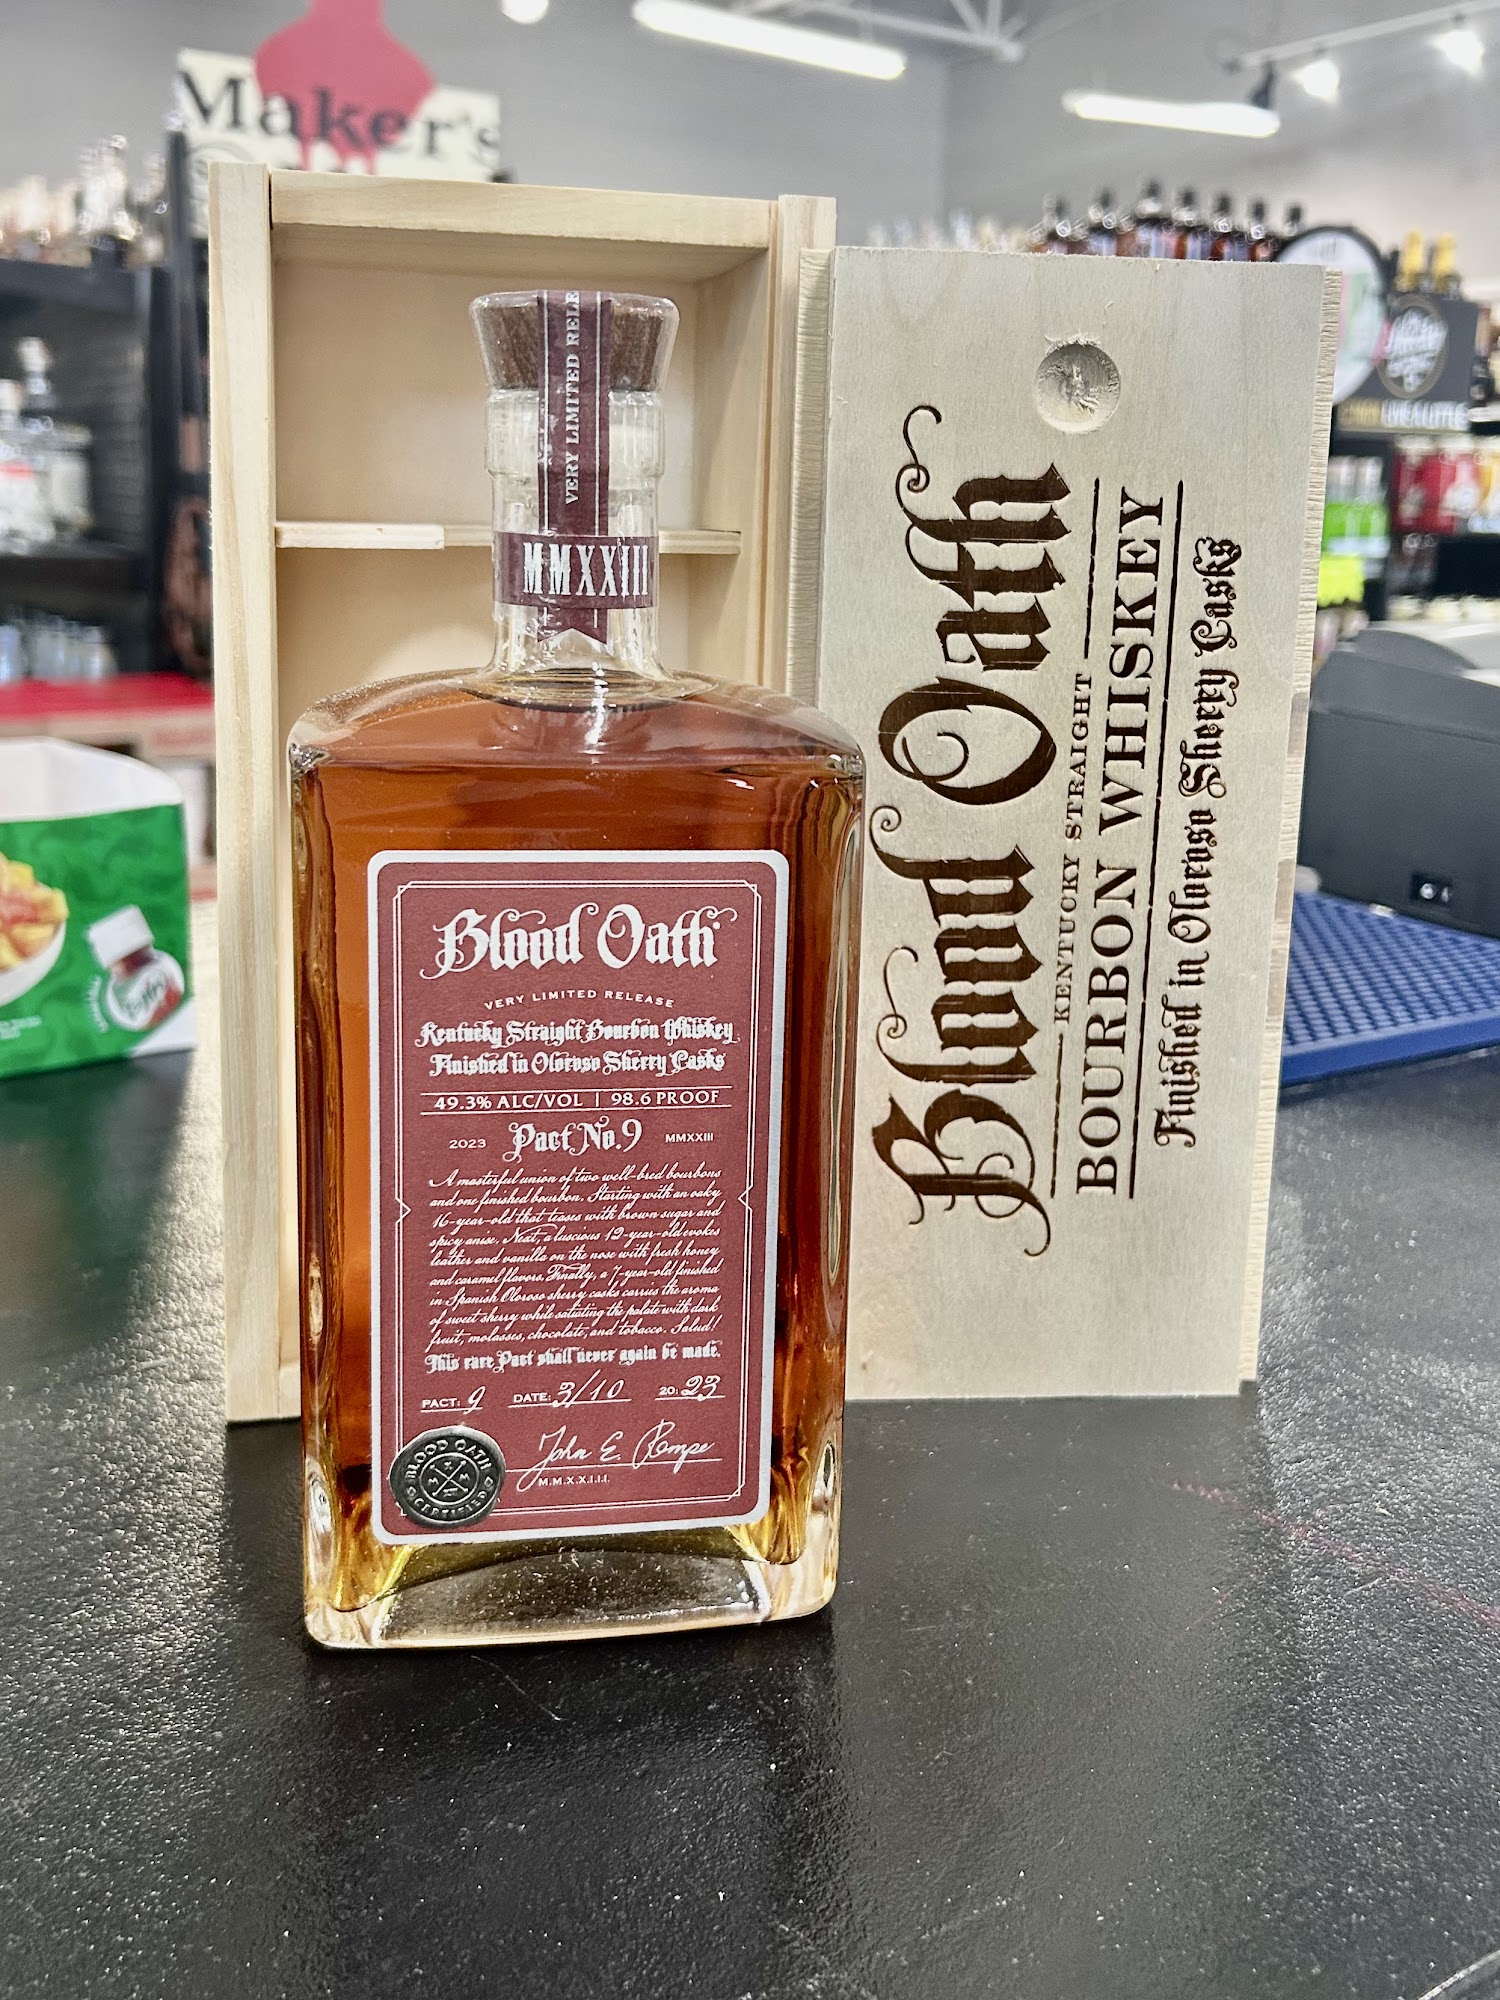 Maker's
VERY LIMITED RELE
MMXXIII
Blood Oath
VERY LIMITED RELEASE
Kentucky Straight Bourbon Whiskey
Finished in Oloroso Sherry Casks
49.3% ALC/VOL | 98.6 PROOF
2023 Pact No.9 MMXXIII
A masterful union of two well-bred bourbons
and one finished bourbon. Starting with an oaky
16-year-old that teases with brown sugar and
spicy anise. Next, a luscious 12-year-old evokes
leather and vanilla on the nose with fresh honey
and caramel flavors. Finally, a 7-year-old finished
in Spanish Oloroso sherry casks carries the aroma
of sweet sherry while satiating the palate with dark
fruit, molasses, chocolate, and tobacco. Salud!
This rare Pact shall never again be made.
PACT: 9 DATE: 3/10 20: 23
John E. Rempe
M.M.X.X.I.I.I.
BLOOD OATH
CERTIFIED
Blood Oath
KENTUCKY STRAIGHT
BOURBON WHISKEY
Finished in Oloroso Sherry Casks
LIVE A LITTLE